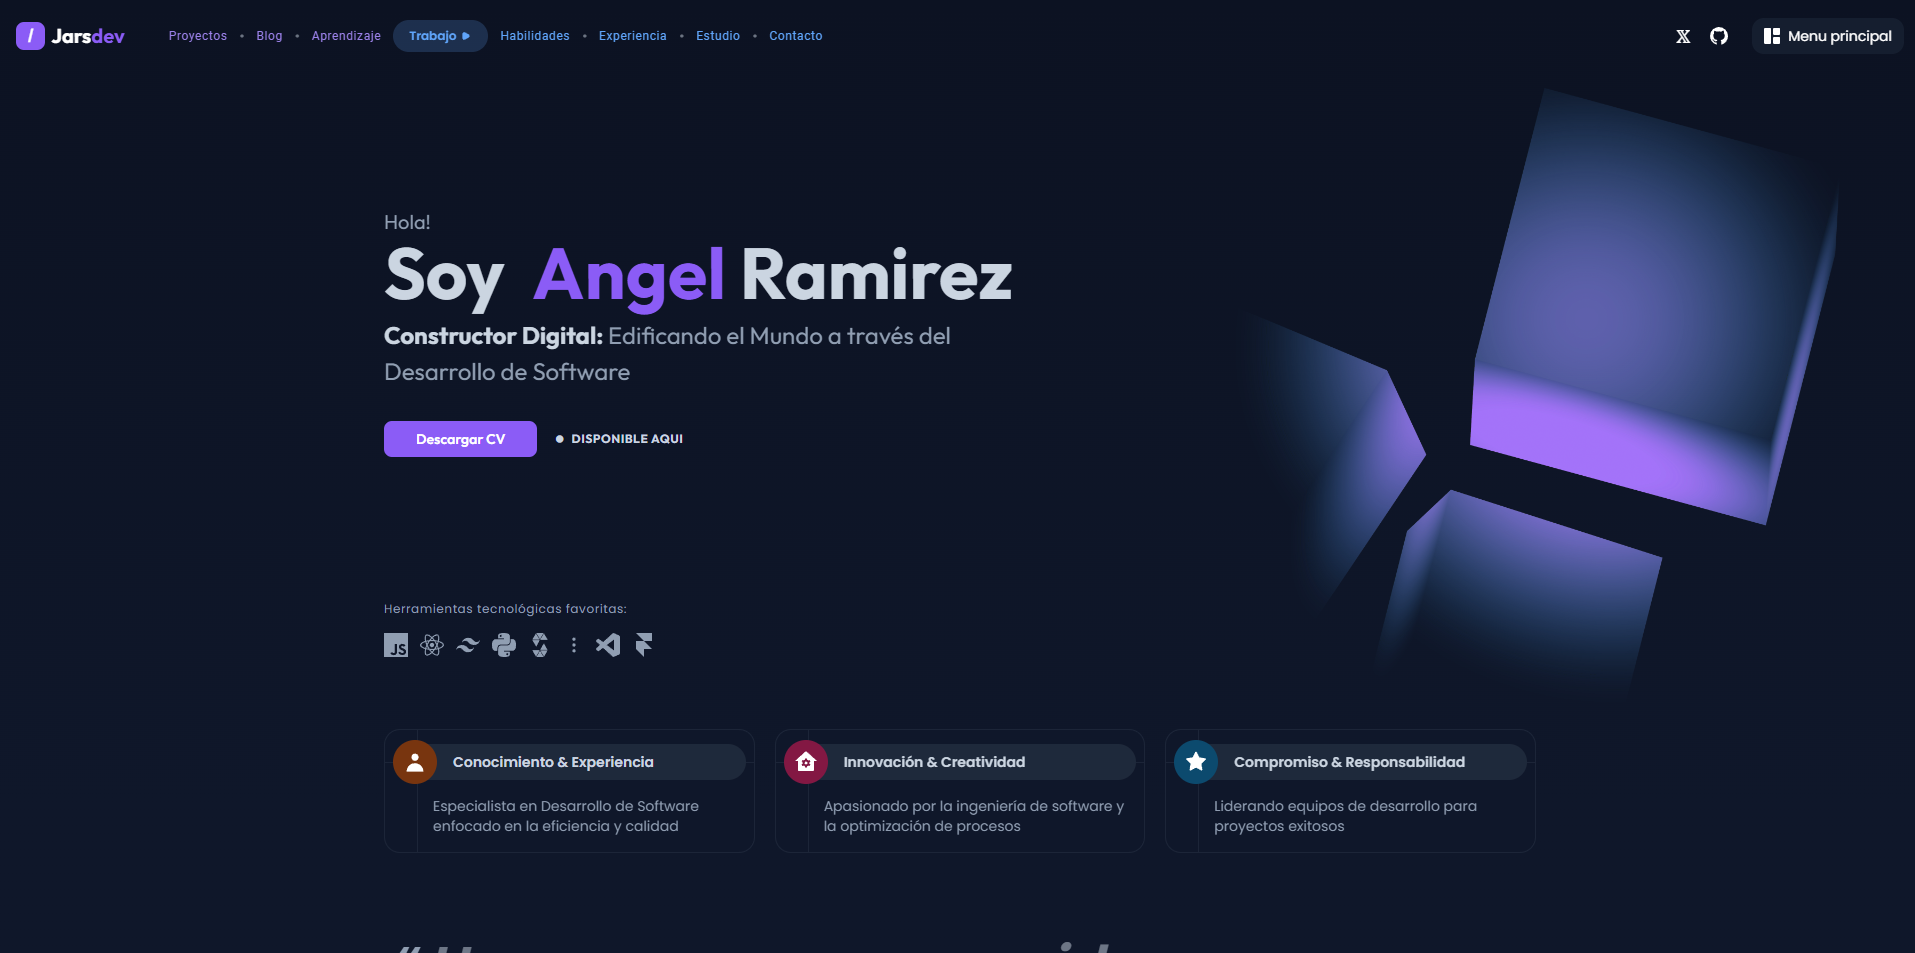 / Jarsdev
Proyectos • Blog • Aprendizaje Trabajo Habilidades • Experiencia • Estudio • Contacto
Menu principal
Hola!
Soy Angel Ramirez
Constructor Digital: Edificando el Mundo a través del
Desarrollo de Software
Descargar CV
DISPONIBLE AQUI
Herramientas tecnológicas favoritas:
JS
Conocimiento & Experiencia
Especialista en Desarrollo de Software
enfocado en la eficiencia y calidad
Innovación & Creatividad
Apasionado por la ingeniería de software y
la optimización de procesos
Compromiso & Responsabilidad
Liderando equipos de desarrollo para
proyectos exitosos